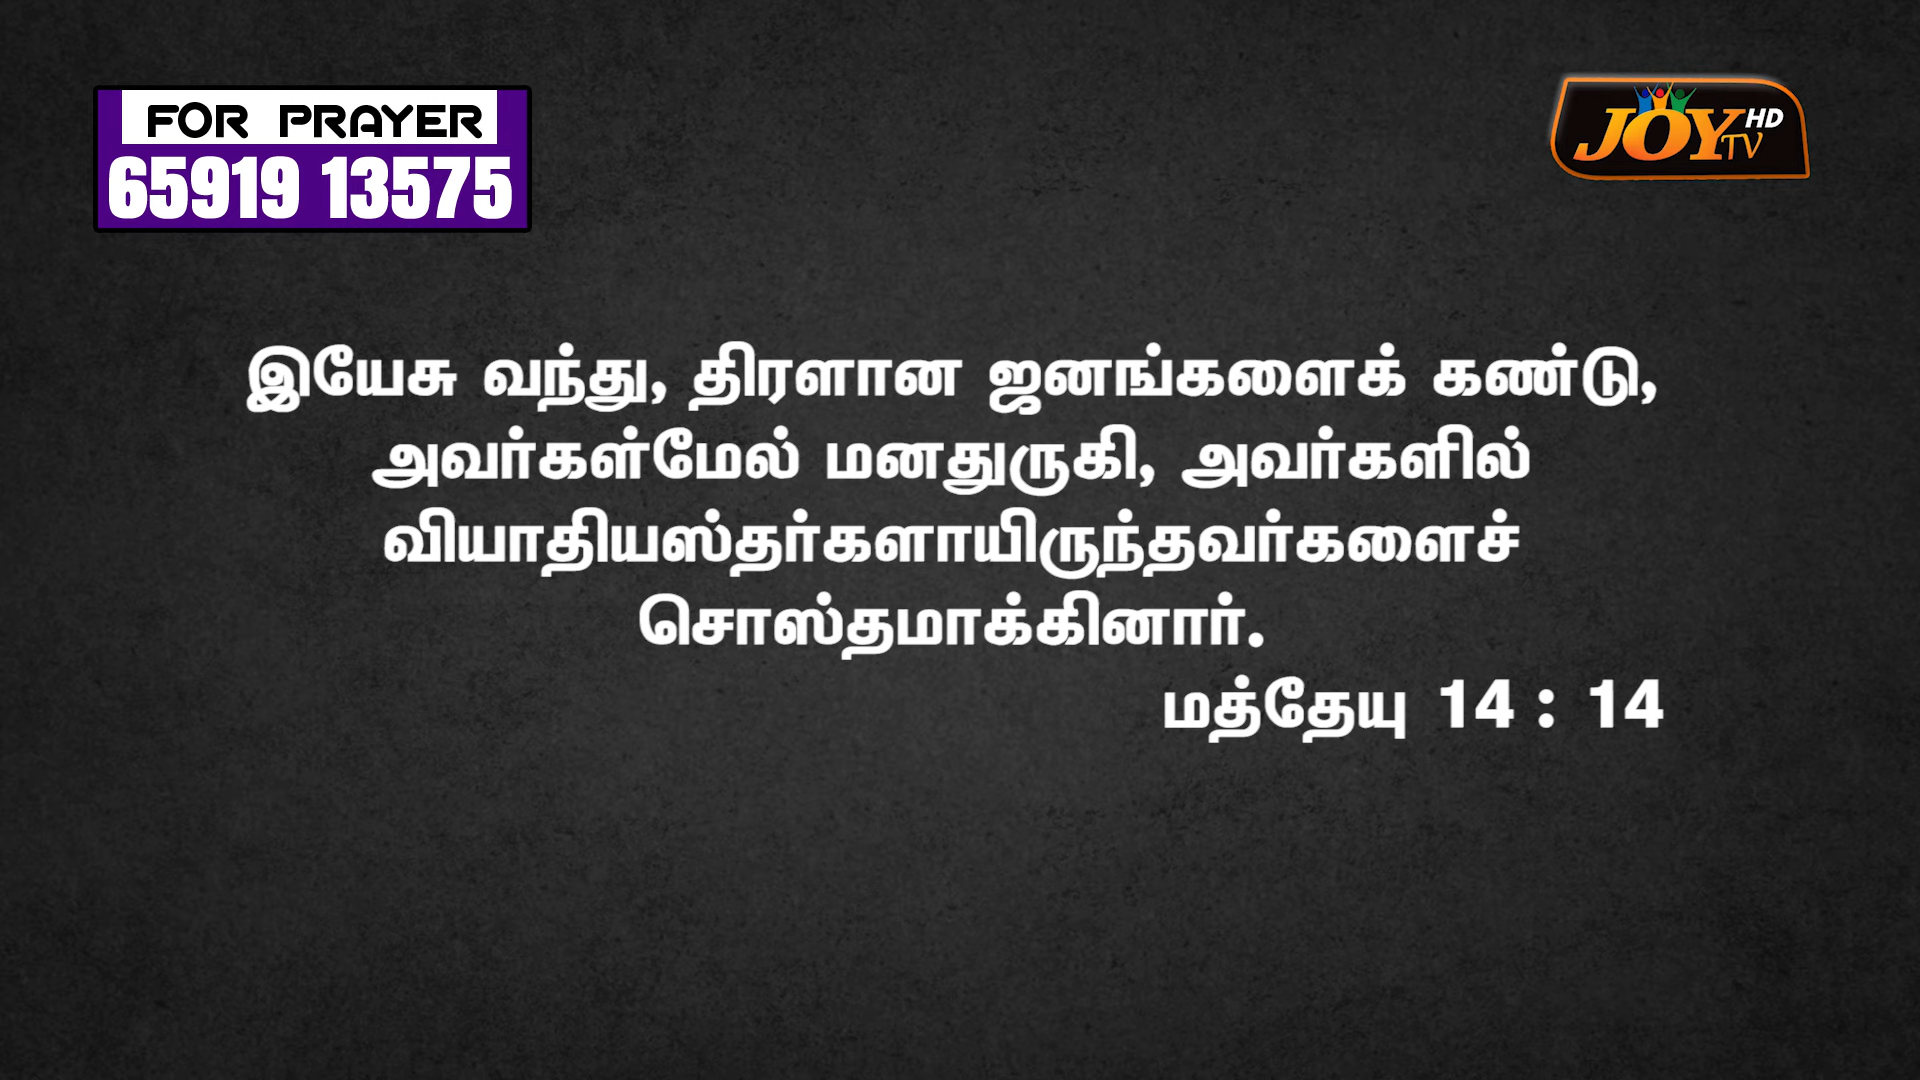 FOR PRAYER
65919 13575
JOY TV HD
இயேசு வந்து, திரளான ஜனங்களைக் கண்டு,
அவர்கள்மேல் மனதுருகி, அவர்களில்
வியாதியஸ்தர்களாயிருந்தவர்களைச்
சொஸ்தமாக்கினார்.
மத்தேயு 14 : 14